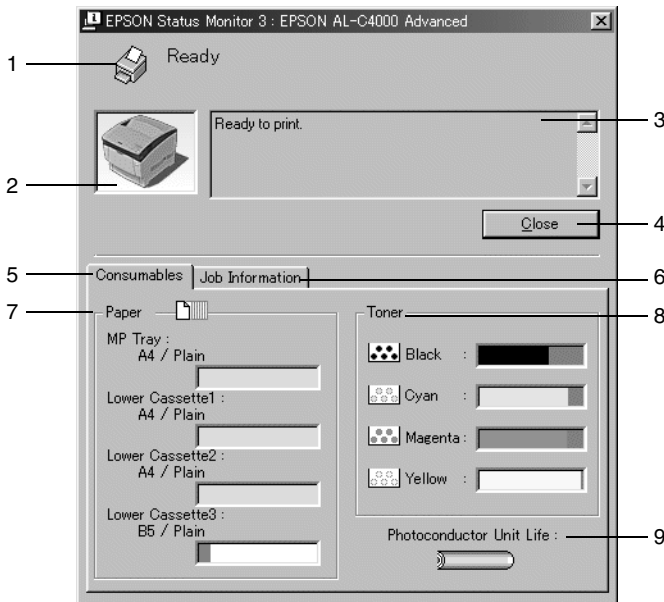 EPSON Status Monitor 3 : EPSON AL-C4000 Advanced
1
Ready
2
Ready to print.
3
Close
4
5
Consumables
Job Information
6
7
Paper
MP Tray :
A4 / Plain
Lower Cassette1 :
A4 / Plain
Lower Cassette2 :
A4 / Plain
Lower Cassette3 :
B5 / Plain
Toner
8
Black :
Cyan :
Magenta :
Yellow :
Photoconductor Unit Life :
9